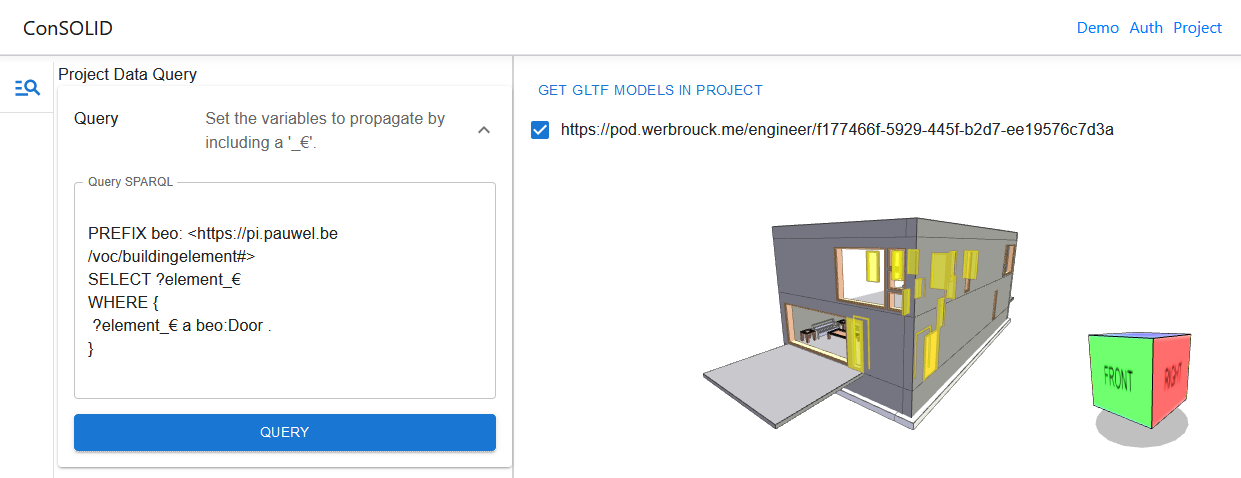 ConSOLID
Demo Auth Project
Project Data Query
Query
Set the variables to propagate by
including a '_€'.
Query SPARQL
PREFIX beo: <https://pi.pauwel.be
/voc/buildingelement#>
SELECT ?element_€
WHERE {
?element_€ a beo:Door .
}
QUERY
GET GLTF MODELS IN PROJECT
https://pod.werbrouck.me/engineer/f177466f-5929-445f-b2d7-ee19576c7d3a
FRONT
RIGHT